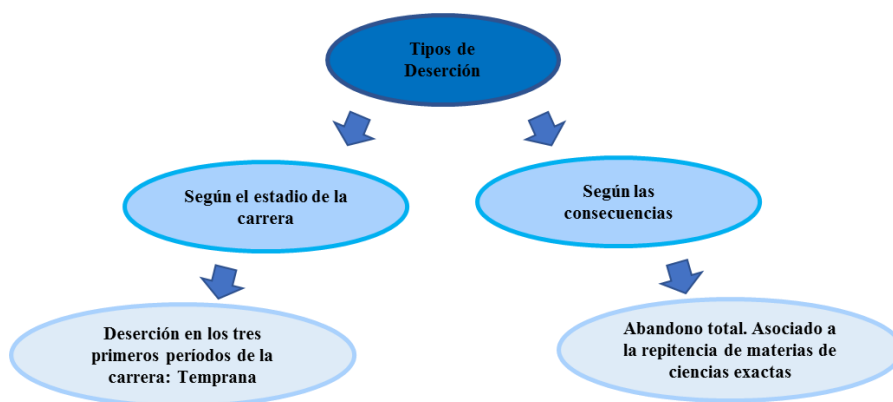 Tipos de
Deserción
Según el estadio de la
carrera
Según las
consecuencias
Deserción en los tres
primeros períodos de la
carrera: Temprana
Abandono total. Asociado a
la repitencia de materias de
ciencias exactas